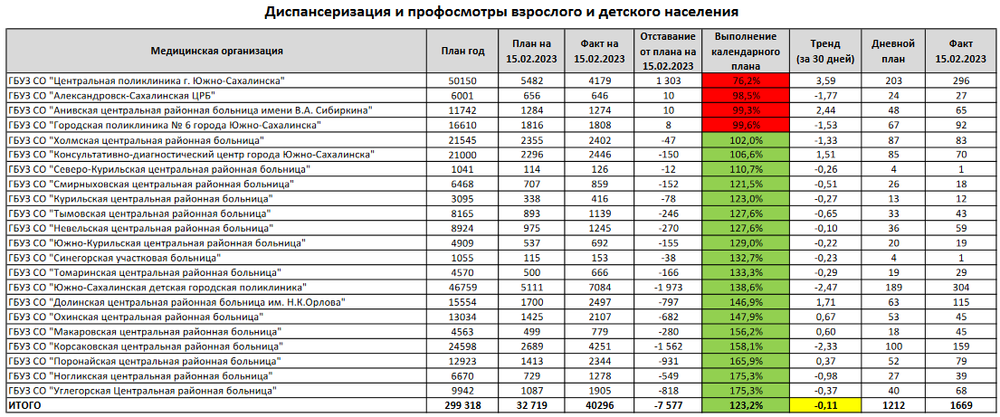 Диспансеризация и профосмотры взрослого и детского населения
Медицинская организация План год План на 15.02.2023 Факт на 15.02.2023 Отставание от плана на 15.02.2023 Выполение календарного плана Тренд (за 30 дней) Дневной план Факт 15.02.2023
ГБУЗ СО "Центральная поликлиника г. Южно-Сахалинска" 50150 5482 4179 1 303 76,2% 3,59 203 296
ГБУЗ СО "Александровск-Сахалинская ЦРБ" 6001 656 646 10 98,5% -1,77 24 27
ГБУЗ СО "Анивская центральная районная больница имени В.А. Сибиркина" 11742 1284 1274 10 99,3% 2,44 48 65
ГБУЗ СО "Городская поликлиника № 6 города Южно-Сахалинска" 16610 1816 1808 8 99,6% -1,53 67 92
ГБУЗ СО "Холмская центральная районная больница" 21545 2355 2402 -47 102,0% -1,33 87 83
ГБУЗ СО "Консультативно-диагностический центр города Южно-Сахалинска" 21000 2296 2446 -150 106,6% 1,51 85 70
ГБУЗ СО "Северо-Курильская центральная районная больница" 1041 114 126 -12 110,7% -0,26 4 1
ГБУЗ СО "Смирныховская центральная районная больница" 6468 707 859 -152 121,5% -0,51 26 18
ГБУЗ СО "Курильская центральная районная больница" 3095 338 416 -78 123,0% -0,27 13 12
ГБУЗ СО "Тымовская центральная районная больница" 8165 893 1139 -246 127,6% -0,65 33 43
ГБУЗ СО "Невельская центральная районная больница" 8924 975 1245 -270 127,6% -0,10 36 59
ГБУЗ СО "Южно-Курильская центральная районная больница" 4909 537 692 -155 129,0% -0,22 20 19
ГБУЗ СО "Синегорская участковая больница" 1055 115 153 -38 132,7% -0,23 4 1
ГБУЗ СО "Томаринская центральная районная больница" 4570 500 666 -166 133,3% -0,29 19 29
ГБУЗ СО "Южно-Сахалинская детская городская поликлиника" 46759 5111 7084 -1 973 138,6% -2,47 189 304
ГБУЗ СО "Долинская центральная районная больница им. Н.К.Орлова" 15554 1700 2497 -797 146,9% 1,71 63 115
ГБУЗ СО "Охинская центральная районная больница" 13034 1425 2107 -682 147,9% 0,67 53 45
ГБУЗ СО "Макаровская центральная районная больница" 4563 499 779 -280 156,2% 0,60 18 45
ГБУЗ СО "Корсаковская центральная районная больница" 24598 2689 4251 -1 562 158,1% -2,33 100 159
ГБУЗ СО "Поронайская центральная районная больница" 12923 1413 2344 -931 165,9% 0,37 52 79
ГБУЗ СО "Ногликская центральная районная больница" 6670 729 1278 -549 175,3% -0,98 27 39
ГБУЗ СО "Углегорская Центральная районная больница" 9942 1087 1905 -818 175,3% -0,37 40 68
ИТОГО 299 318 32 719 40296 -7 577 123,2% -0,11 1212 1669